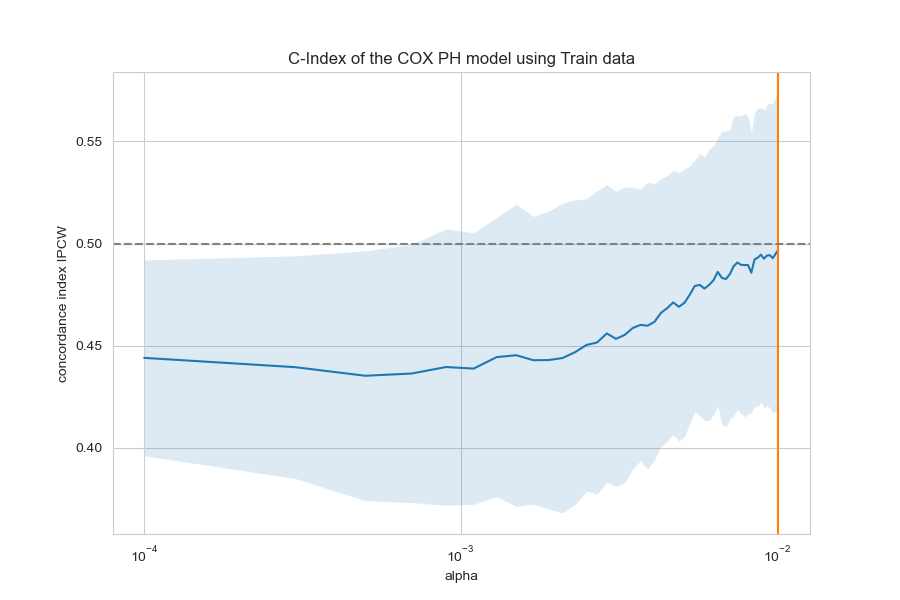 C-Index of the COX PH model using Train data
concordance index IPCW
0.55
0.50
0.45
0.40
10⁻⁴
10⁻³
10⁻²
alpha